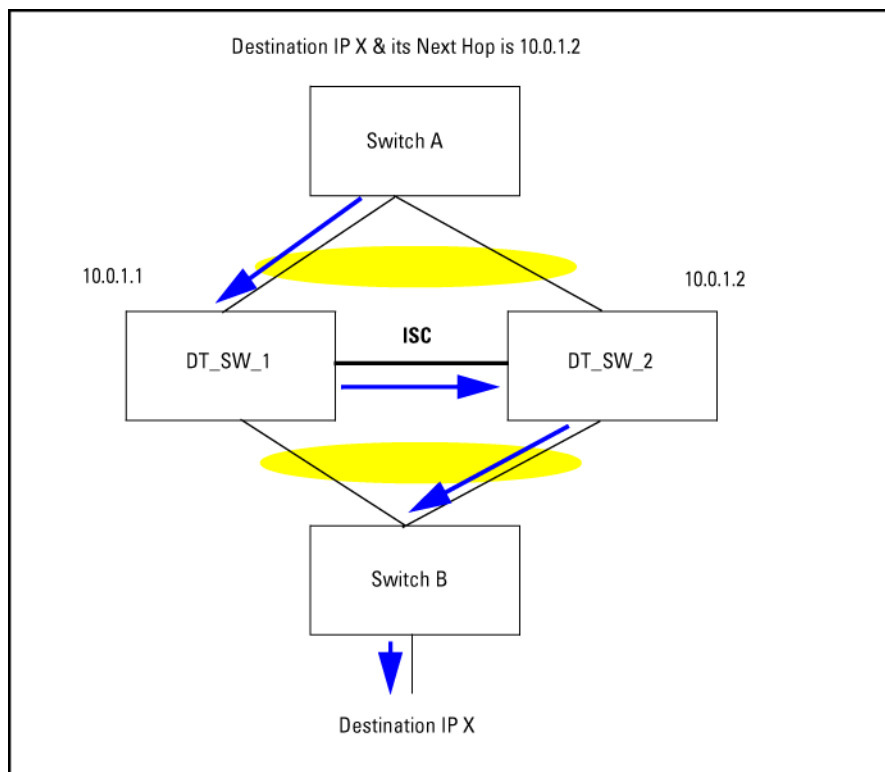 Destination IP X & its Next Hop is 10.0.1.2
Switch A
10.0.1.1
10.0.1.2
ISC
DT_SW_1
DT_SW_2
Switch B
Destination IP X